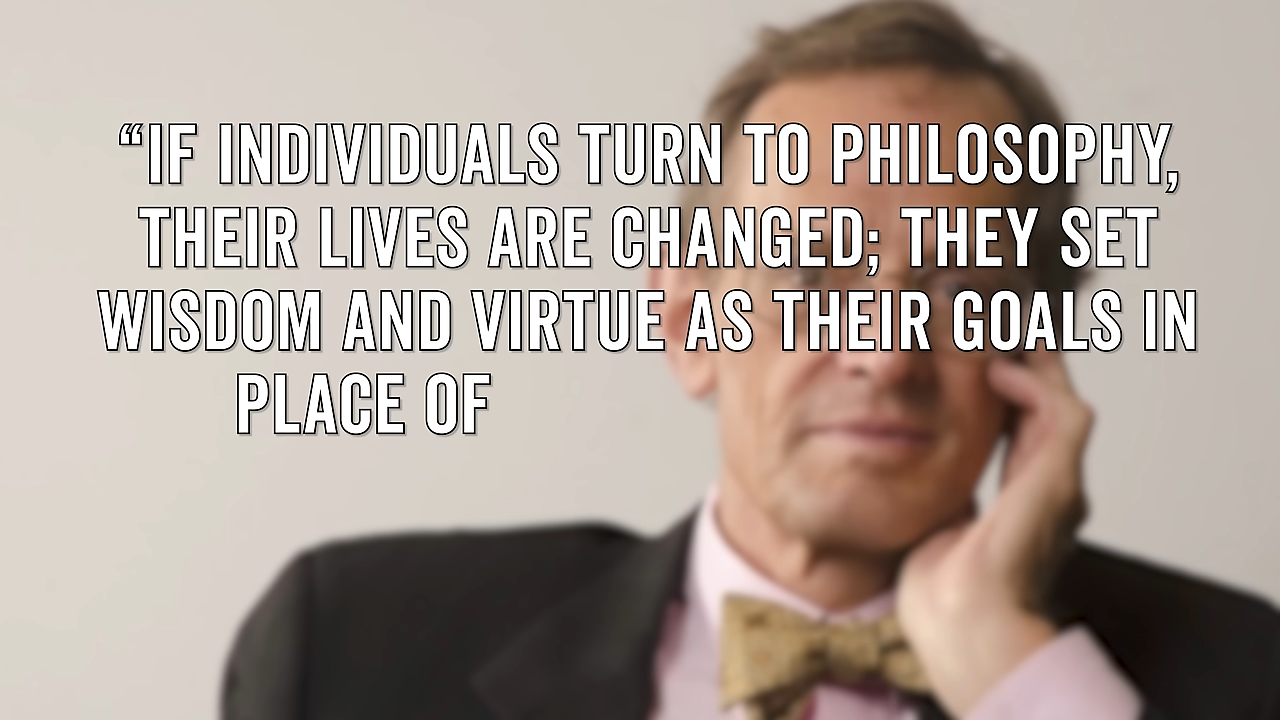 “IF INDIVIDUALS TURN TO PHILOSOPHY,
THEIR LIVES ARE CHANGED; THEY SET
WISDOM AND VIRTUE AS THEIR GOALS IN
PLACE OF